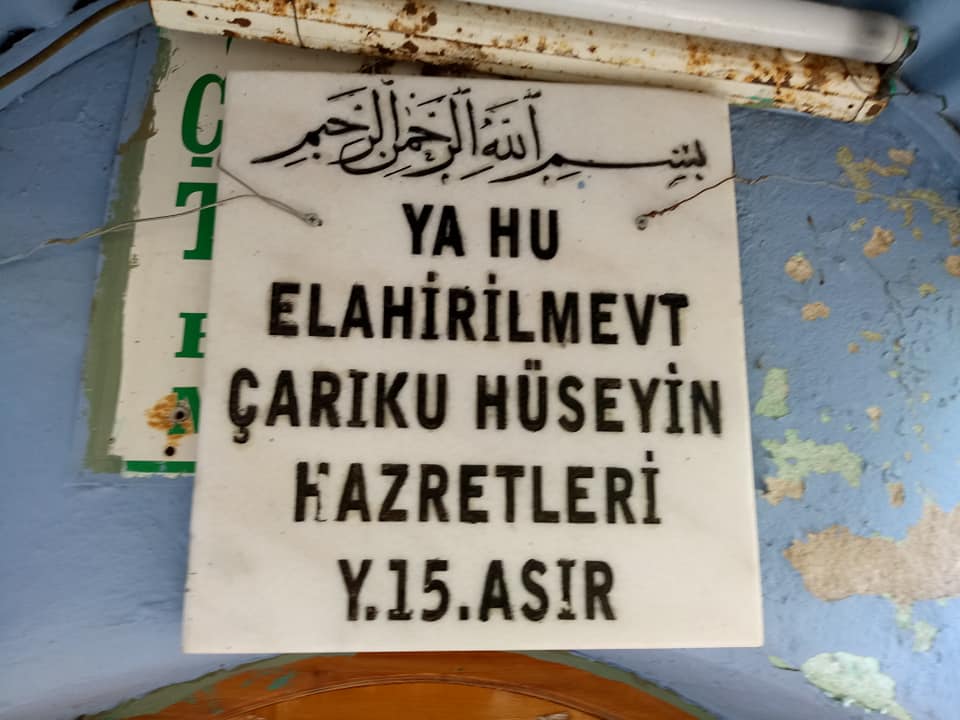 بسم الله الرحمن الرحيم
YA HU
ELAHİRİLMEVT
ÇARIKU HÜSEYİN
HAZRETLERİ
Y.15.ASIR
Ç